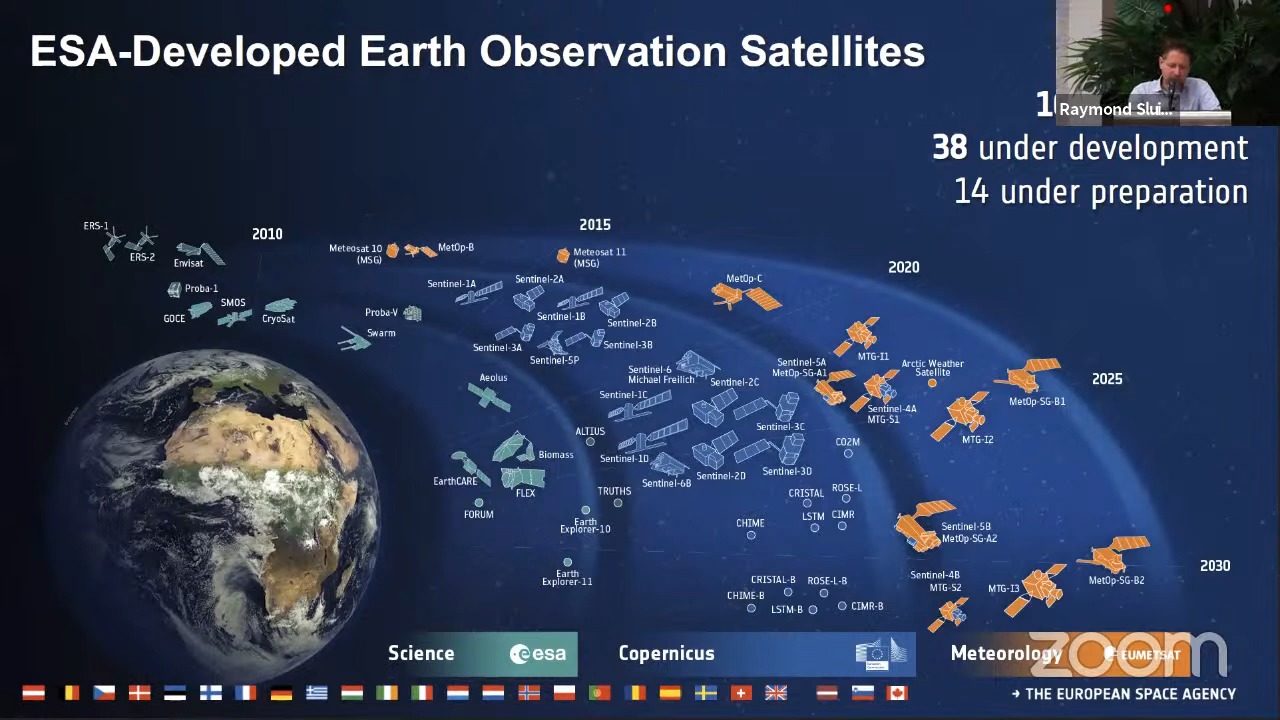 ESA-Developed Earth Observation Satellites
Raymond Slui...
38 under development
14 under preparation
2010
2015
2020
2025
2030
ERS-1
ERS-2
Envisat
Proba-1
GOCE
SMOS
CryoSat
Meteosat 10
(MSG)
MetOp-B
Meteosat 11
(MSG)
Proba-V
Swarm
Sentinel-1A
Sentinel-2A
Sentinel-1B
Sentinel-2B
Sentinel-3A
Sentinel-5P
Sentinel-3B
MetOp-C
MTG-I1
Sentinel-5A
MetOp-SG-A1
Arctic Weather
Satellite
Sentinel-4A
MTG-S1
MetOp-SG-B1
MTG-I2
Aeolus
Sentinel-6
Michael Freilich
Sentinel-2C
Sentinel-1C
Sentinel-3C
ALTIUS
Sentinel-1D
Sentinel-6B
Sentinel-2D
Sentinel-3D
CO2M
EarthCARE
Biomass
FLEX
FORUM
TRUTHS
Earth
Explorer-10
Earth
Explorer-11
CRISTAL
ROSE-L
LSTM
CIMR
CHIME
Sentinel-5B
MetOp-SG-A2
CRISTAL-B
ROSE-L-B
CHIME-B
LSTM-B
CIMR-B
Sentinel-4B
MTG-S2
MTG-I3
MetOp-SG-B2
Science
esa
Copernicus
Meteorology
EUMETSAT
zoom
→ THE EUROPEAN SPACE AGENCY